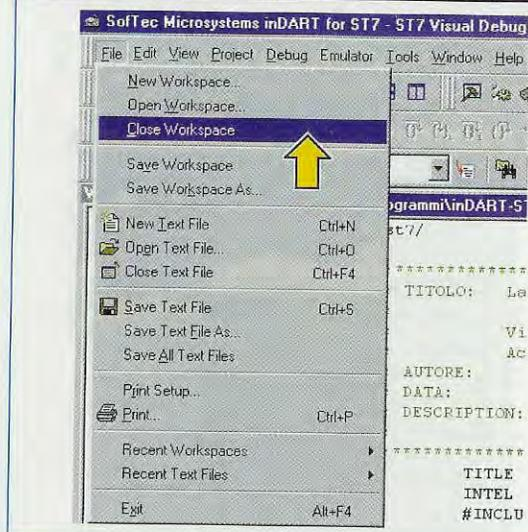 SofTec Microsystems inDART for ST7 - ST7 Visual Debug
File Edit View Project Debug Emulator Tools Window Help
New Workspace...
Open Workspace...
Close Workspace
Save Workspace
Save Workspace As...
ogrammi\inDART-ST
New Text File Ctrl+N
st7/
Open Text File... Ctrl+O
Close Text File Ctrl+F4
*************
TITOLO: La
Save Text File Ctrl+S
Vi
Save Text File As...
Ac
Save All Text Files
AUTORE:
Print Setup...
DATA:
Print... Ctrl+P
DESCRIPTION:
Recent Workspaces
*************
Recent Text Files
TITLE
INTEL
Exit Alt+F4
#INCLU